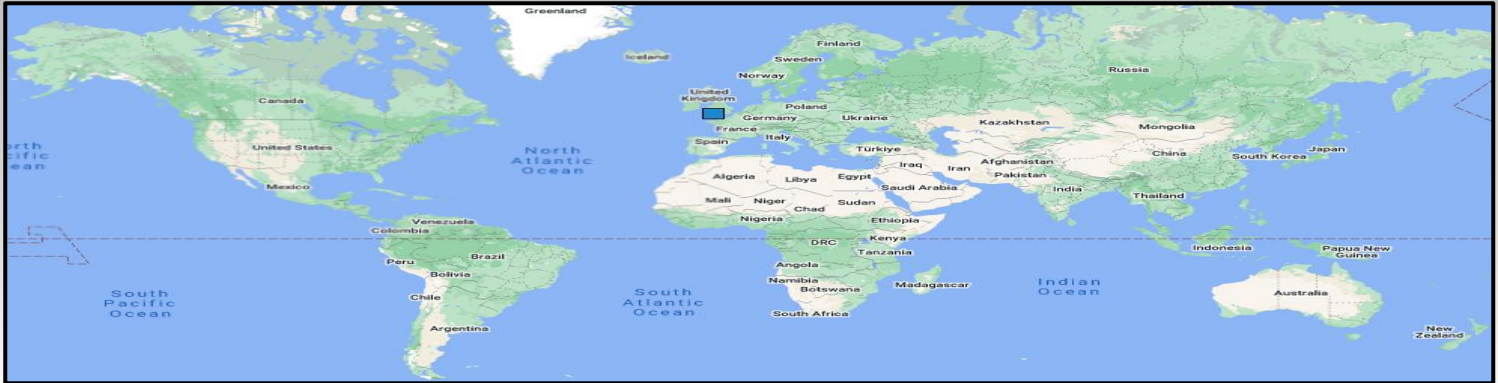 Greenland
Iceland
Finland
Sweden
Norway
Russia
United
Kingdom
Canada
Poland
Germany
Ukraine
France
Kazakhstan
Mongolia
Italy
Spain
United States
Türkiye
China
Japan
South Korea
orth
cific
ean
North
Atlantic
Ocean
Iraq
Iran
Afghanistan
Pakistan
Algeria
Libya
Egypt
Saudi Arabia
India
Mexico
Thailand
Mali
Niger
Chad
Sudan
Nigeria
Ethiopia
Venezuela
Colombia
DRC
Kenya
Tanzania
Indonesia
Papua New
Guinea
Peru
Brazil
Bolivia
Angola
Namibia
Botswana
Madagascar
Indian
Ocean
Australia
South
Pacific
Ocean
Chile
South
Atlantic
Ocean
South Africa
Argentina
New
Zealand